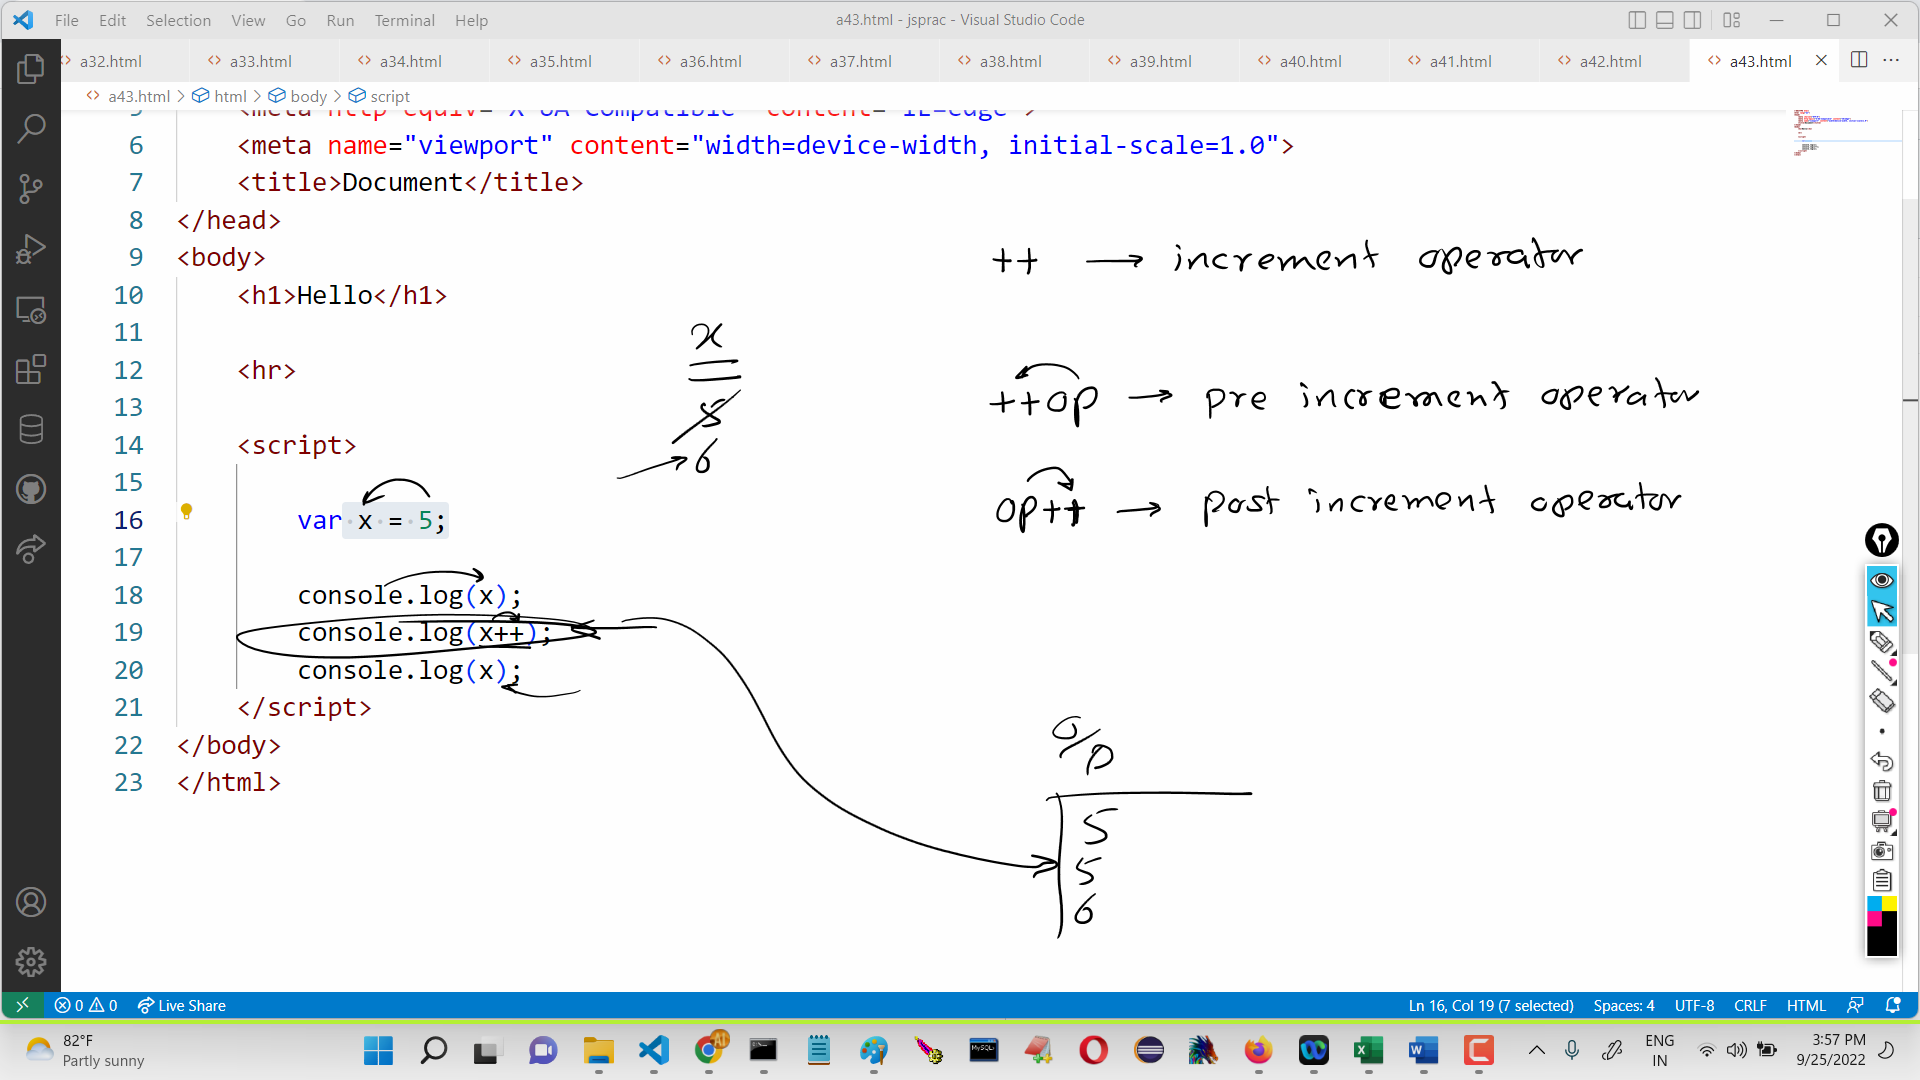 File Edit Selection View Go Run Terminal Help
a43.html - jsprac - Visual Studio Code
a32.html a33.html a34.html a35.html a36.html a37.html a38.html a39.html a40.html a41.html a42.html a43.html
a43.html > html > body > script
6 <meta name="viewport" content="width=device-width, initial-scale=1.0">
7 <title>Document</title>
8 </head>
9 <body>
10 <h1>Hello</h1>
11
12 <hr>
13
14 <script>
15
16 var x = 5;
17
18 console.log(x);
19 console.log(x++);
20 console.log(x);
21 </script>
22 </body>
23 </html>
x
5
6
++ → increment operator
++op → pre increment operator
op++ → post increment operator
o/p
5
5
6
0 0 Live Share
Ln 16, Col 19 (7 selected) Spaces: 4 UTF-8 CRLF HTML
82°F
Partly sunny
ENG
IN
3:57 PM
9/25/2022